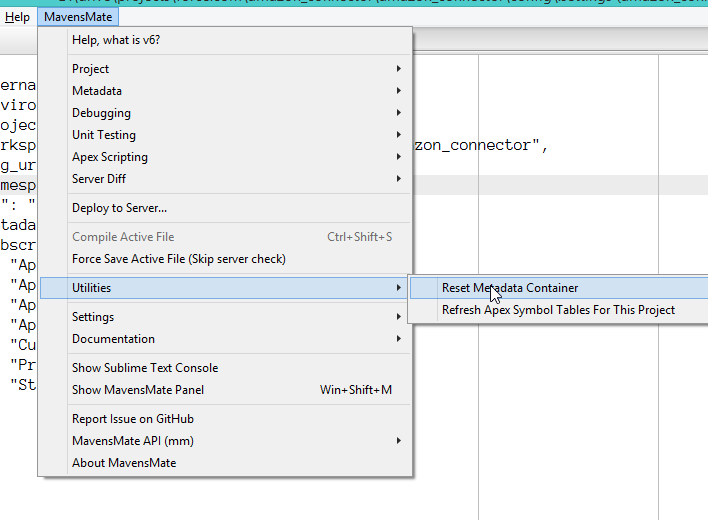 Help MavensMate
Help, what is v6?
Project
Metadata
Debugging
Unit Testing
Apex Scripting
Server Diff
Deploy to Server...
Compile Active File Ctrl+Shift+S
Force Save Active File (Skip server check)
Utilities
Reset Metadata Container
Refresh Apex Symbol Tables For This Project
Settings
Documentation
Show Sublime Text Console
Show MavensMate Panel Win+Shift+M
Report Issue on GitHub
MavensMate API (mm)
About MavensMate
erna
viro
ojec
rksp zon_connector",
g_ur
mesp
": "
tada
bscr
"Ap
"Ap
"Ap
"Ap
"Cu
"Pr
"St